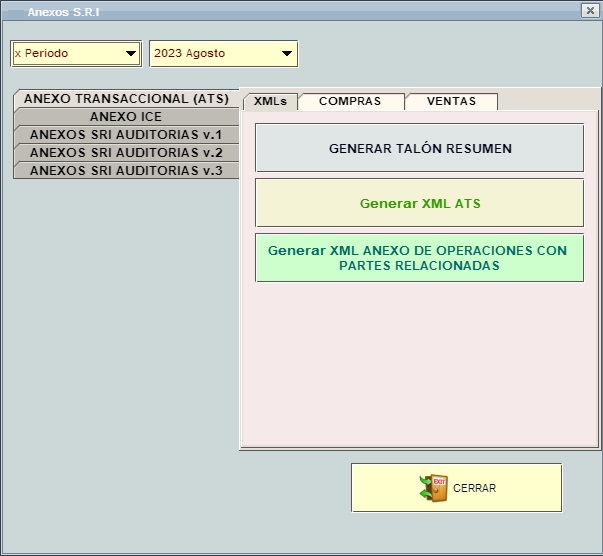 Anexos S.R.I
x Periodo
2023 Agosto
ANEXO TRANSACCIONAL (ATS)
ANEXO ICE
ANEXOS SRI AUDITORIAS v.1
ANEXOS SRI AUDITORIAS v.2
ANEXOS SRI AUDITORIAS v.3
XMLs
COMPRAS
VENTAS
GENERAR TALÓN RESUMEN
Generar XML ATS
Generar XML ANEXO DE OPERACIONES CON
PARTES RELACIONADAS
EXIT
CERRAR